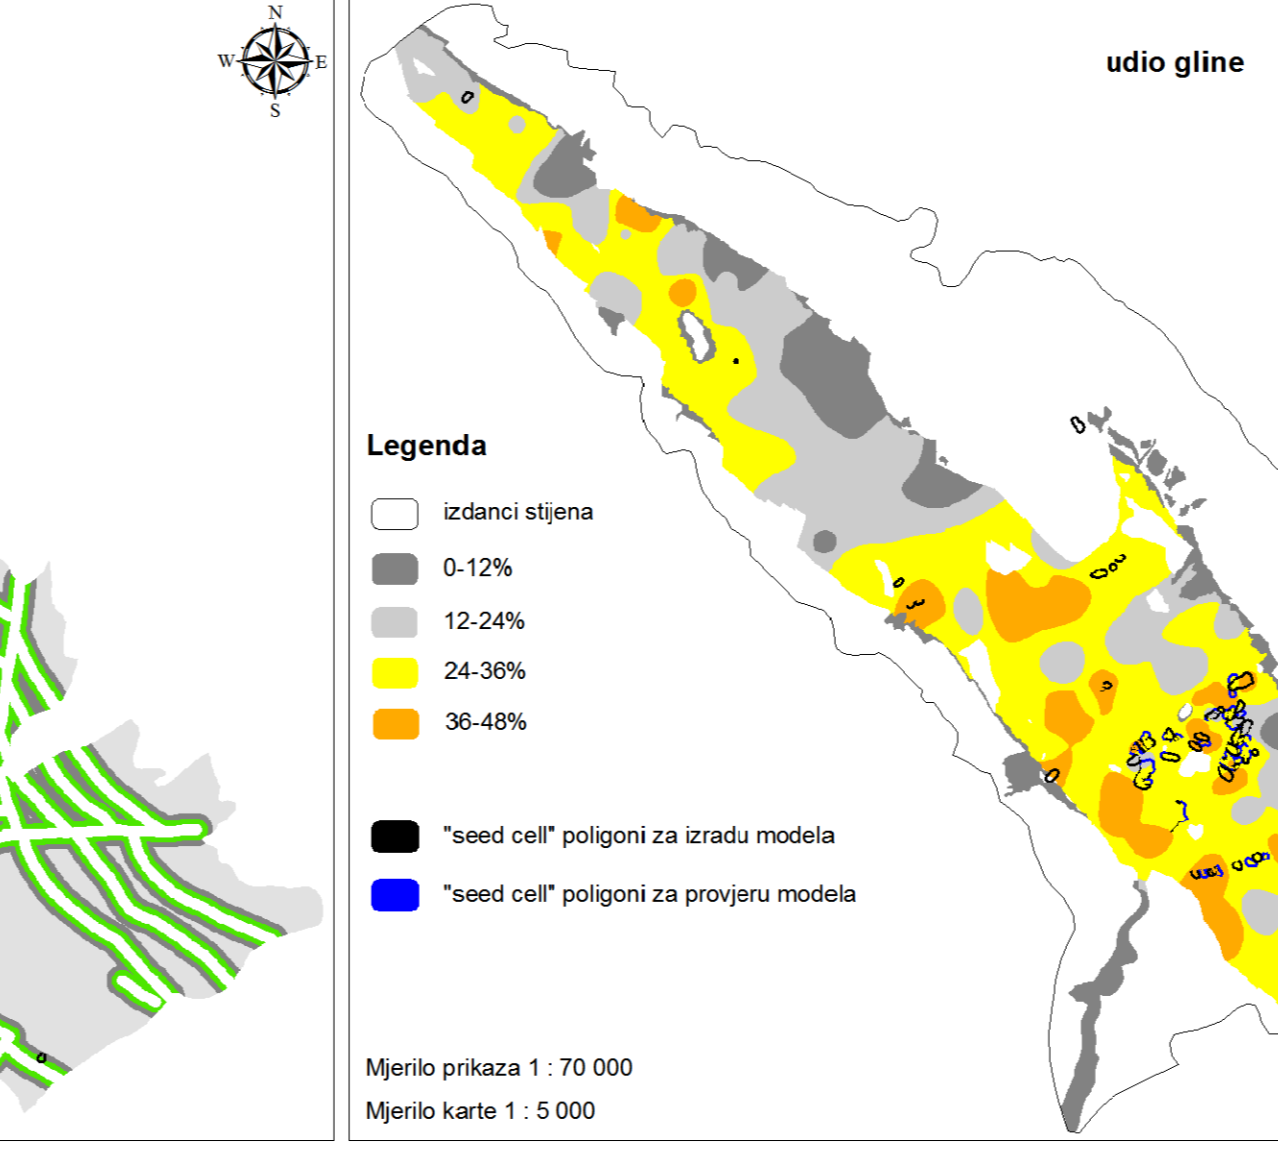 N
W E
S
udio gline
Legenda
izdanci stijena
0-12%
12-24%
24-36%
36-48%
"seed cell" poligoni za izradu modela
"seed cell" poligoni za provjeru modela
Mjerilo prikaza 1 : 70 000
Mjerilo karte 1 : 5 000